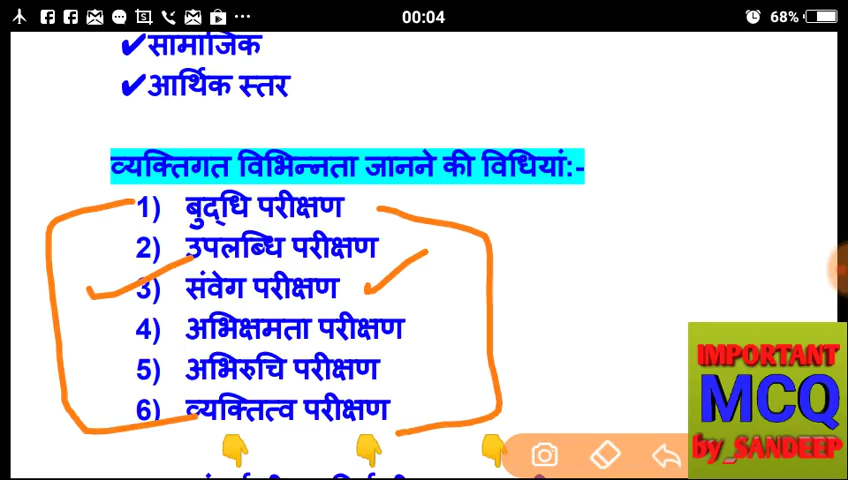 00:04
68%
✔सामाजिक
✔आर्थिक स्तर
व्यक्तिगत विभिन्नता जानने की विधियां:-
1) बुद्धि परीक्षण
2) उपलब्धि परीक्षण
3) संवेग परीक्षण
4) अभिक्षमता परीक्षण
5) अभिरुचि परीक्षण
6) व्यक्तित्व परीक्षण
IMPORTANT
MCQ
by_SANDEEP